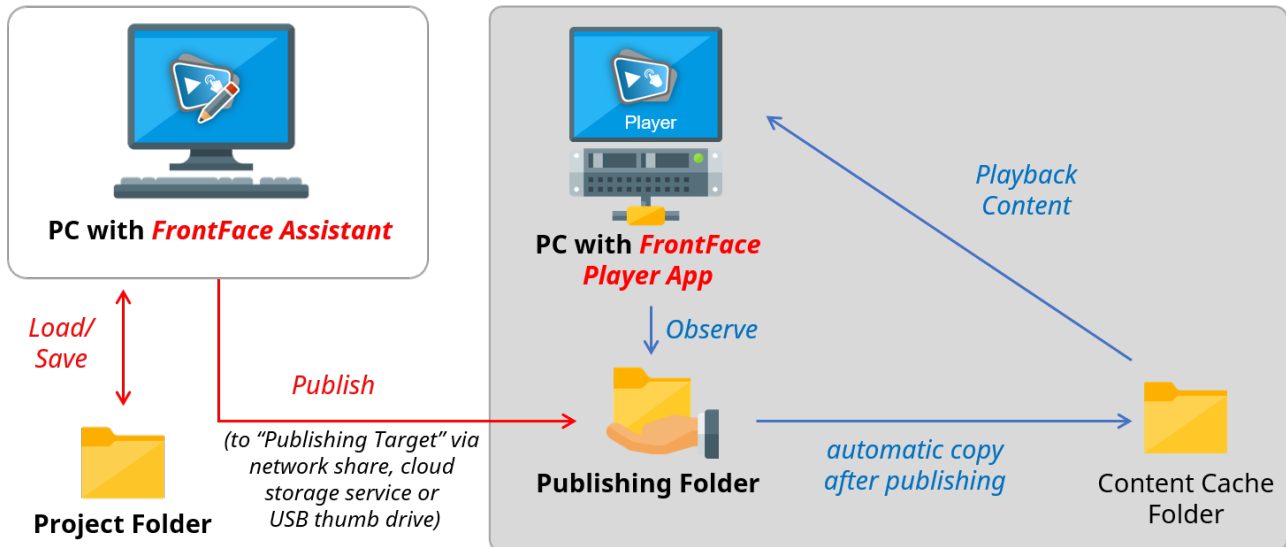 PC with FrontFace Assistant
Load/
Save
Project Folder
Publish
(to “Publishing Target” via
network share, cloud
storage service or
USB thumb drive)
Player
PC with FrontFace
Player App
Observe
Publishing Folder
automatic copy
after publishing
Playback
Content
Content Cache
Folder